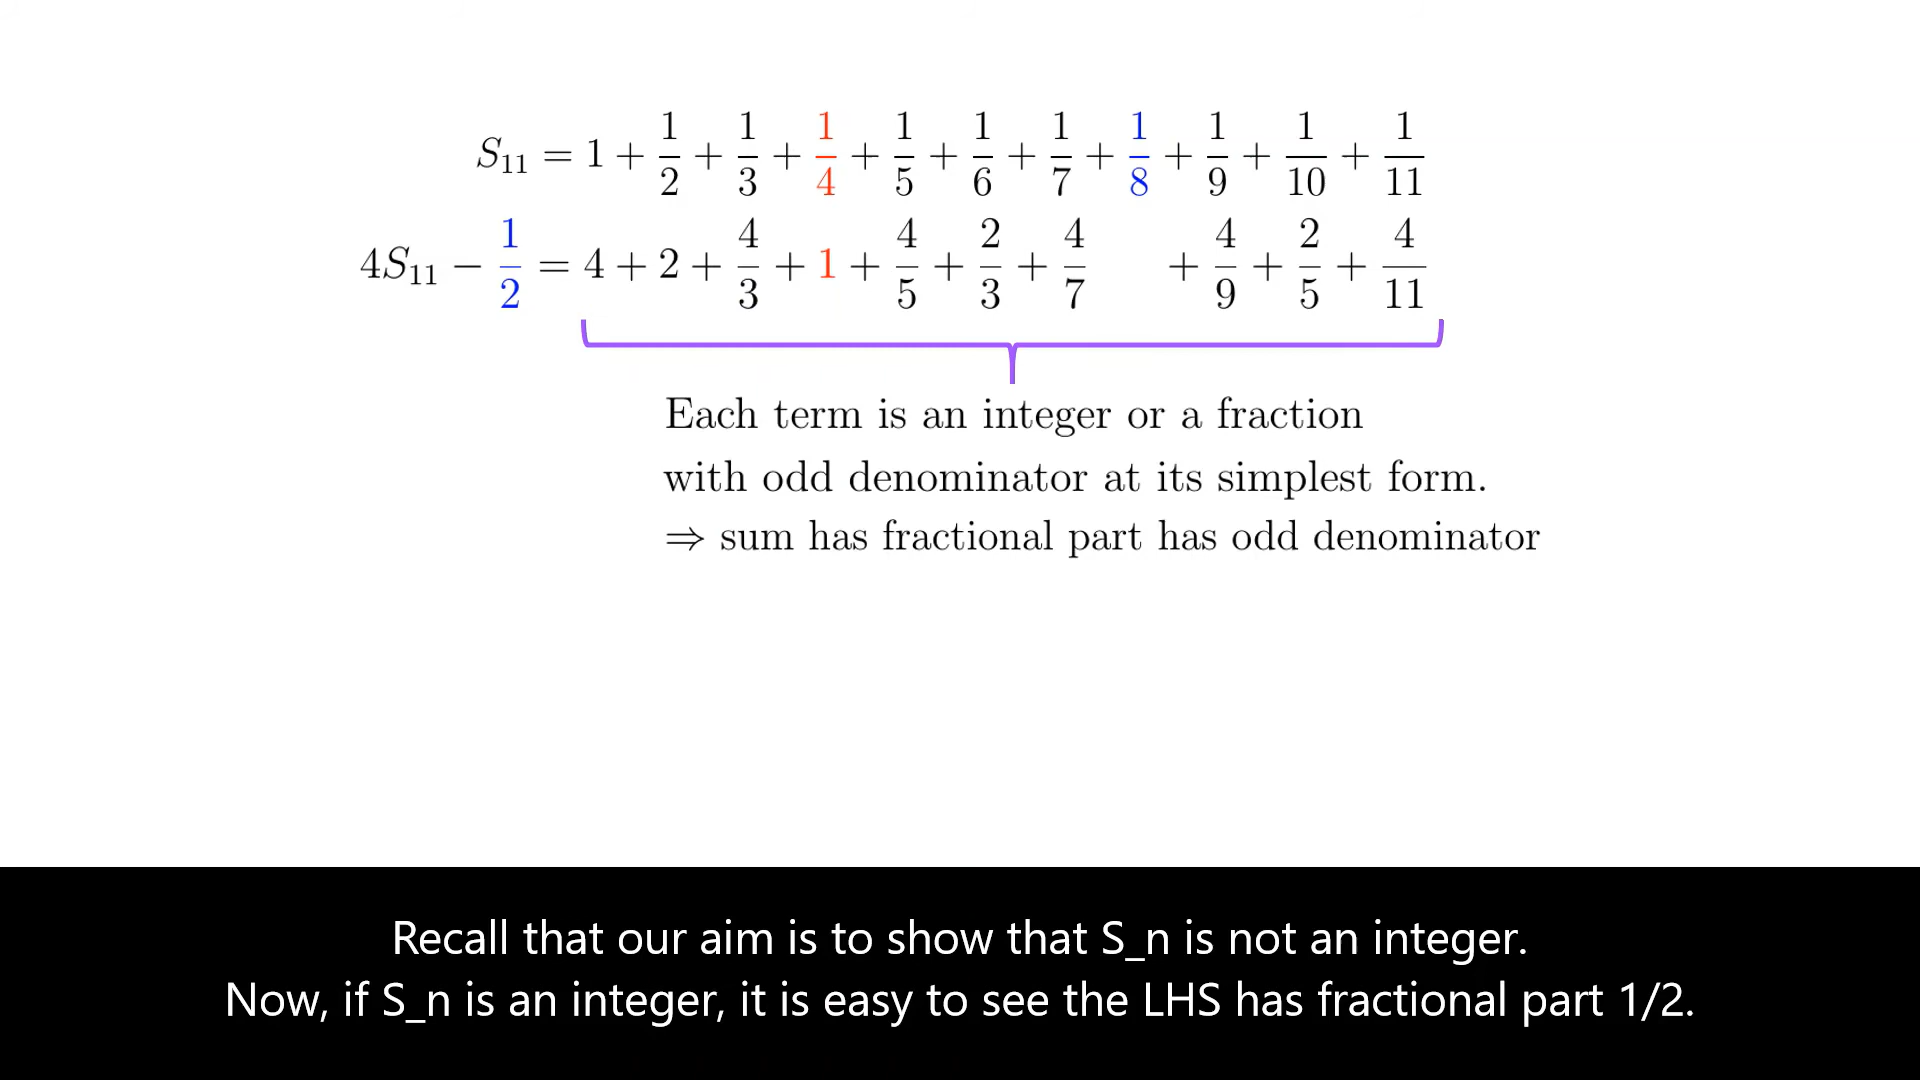 S₁₁ = 1 + 1/2 + 1/3 + 1/4 + 1/5 + 1/6 + 1/7 + 1/8 + 1/9 + 1/10 + 1/11
4S₁₁ − 1/2 = 4 + 2 + 4/3 + 1 + 4/5 + 2/3 + 4/7 + 4/9 + 2/5 + 4/11
Each term is an integer or a fraction
with odd denominator at its simplest form.
⇒ sum has fractional part has odd denominator
Recall that our aim is to show that S_n is not an integer.
Now, if S_n is an integer, it is easy to see the LHS has fractional part 1/2.